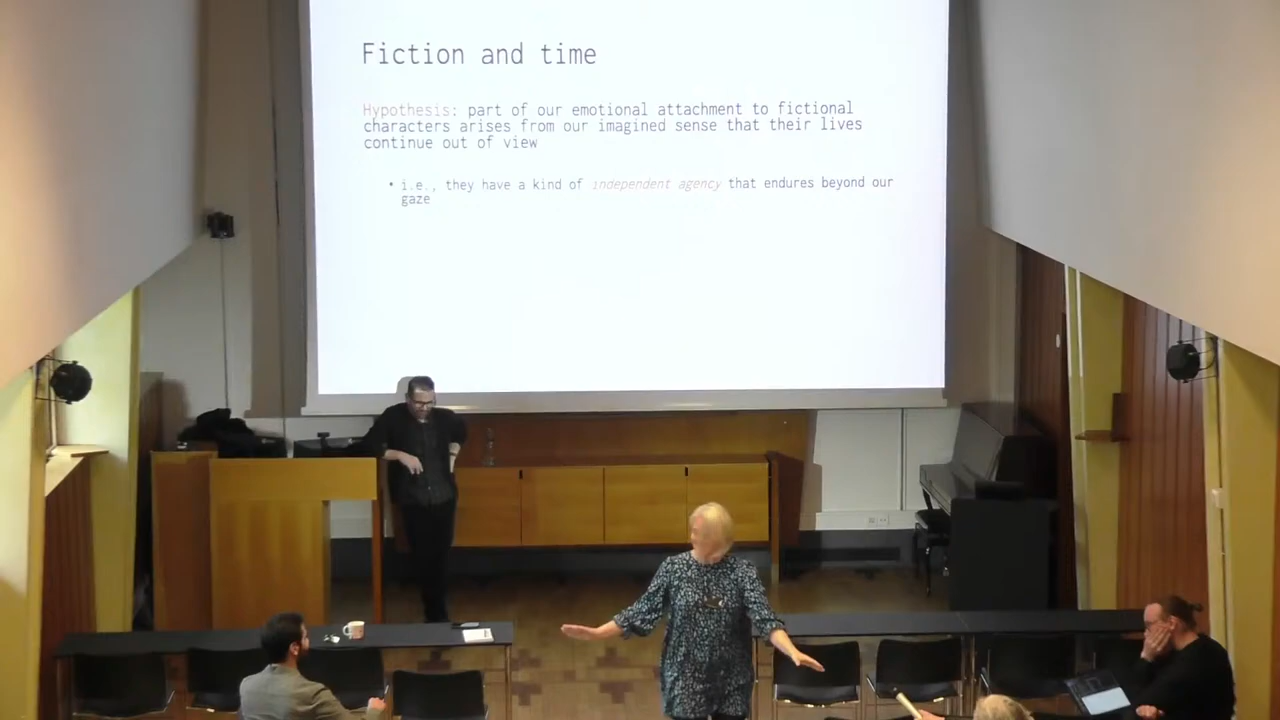 Fiction and time
Hypothesis: part of our emotional attachment to fictional
characters arises from our imagined sense that their lives
continue out of view
• i.e., they have a kind of independent agency that endures beyond our
gaze